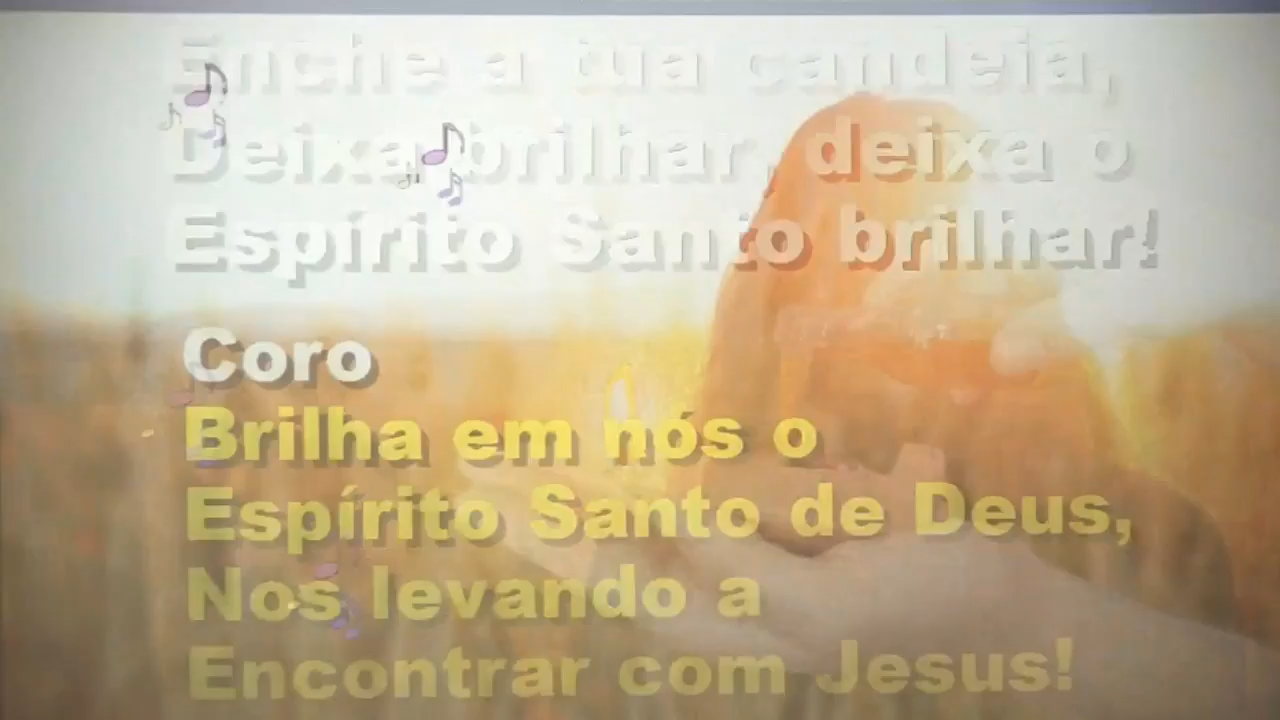 Enche a tua candeia,
Deixa brilhar, deixa o
Espírito Santo brilhar!
Coro
Brilha em nós o
Espírito Santo de Deus,
Nos levando a
Encontrar com Jesus!